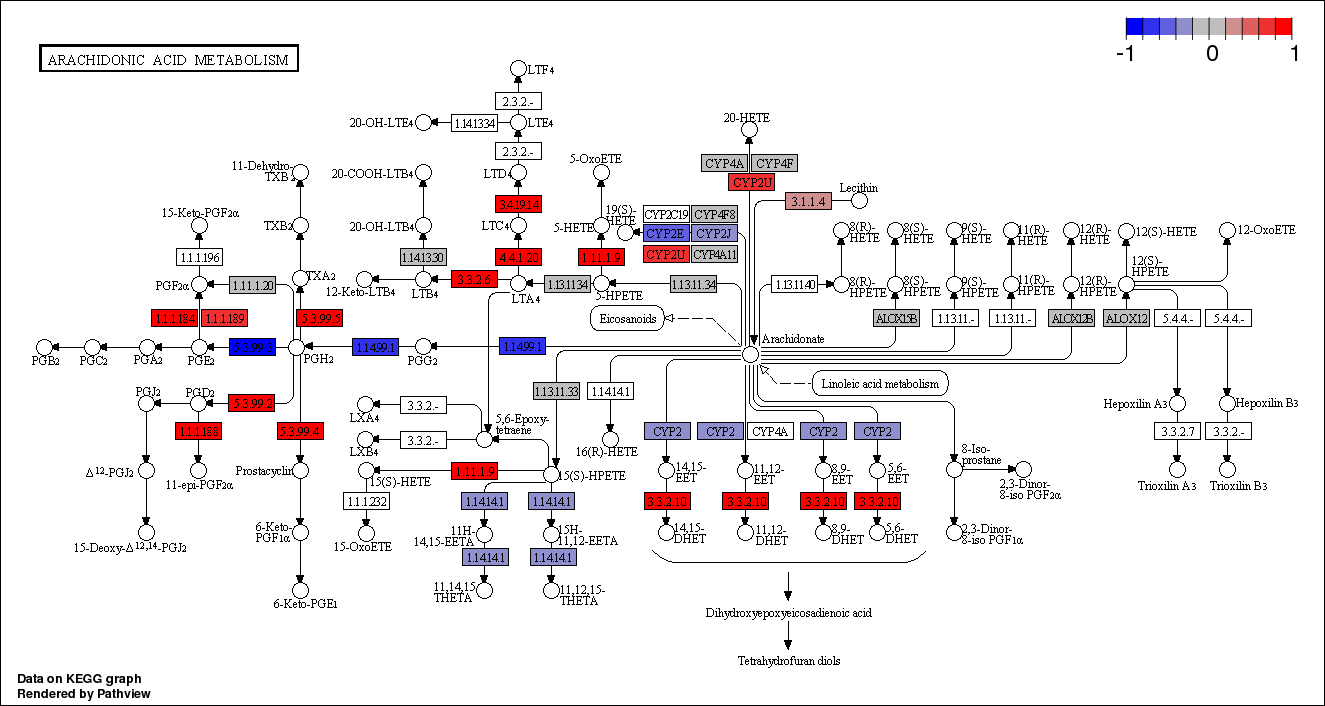 -1
0
1
ARACHIDONIC ACID METABOLISM
LTF4
2.3.2.-
20-OH-LTE4
1.14.13.34
LTE4
20-HETE
2.3.2.-
CYP4A
CYP4F
CYP2U
11-Dehydro-
TXB2
20-COOH-LTB4
LTD4
5-OxoETE
Lecithin
3.1.1.4
3.4.19.14
15-Keto-PGF2α
TXB2
20-OH-LTB4
LTC4
5-HETE
19(S)-
HETE
CYP2C19
CYP4F8
CYP2E
CYP2J
CYP2U
CYP4A11
8(R)-
HETE
8(S)-
HETE
9(S)-
HETE
11(R)-
HETE
12(R)-
HETE
12(S)-HETE
12-OxoETE
1.1.1.196
1.14.13.30
4.4.1.20
1.11.1.9
12(S)-
HPETE
PGF2α
1.1.1.20
TXA2
12-Keto-LTB4
LTB4
3.3.2.6
LTA4
1.13.11.34
5-HPETE
1.13.11.34
1.13.11.40
8(R)-
HPETE
8(S)-
HPETE
9(S)-
HPETE
11(R)-
HPETE
12(R)-
HPETE
1.1.1.184
1.1.1.189
5.3.99.5
Eicosanoids
ALOX15B
1.13.11.-
1.13.11.-
ALOX12B
ALOX12
5.4.4.-
5.4.4.-
Arachidonate
PGB2
PGC2
PGA2
PGE2
5.3.99.3
PGH2
1.14.99.1
PGG2
1.14.99.1
Linoleic acid metabolism
PGJ2
PGD2
5.3.99.2
1.13.11.33
1.14.14.1
LXA4
3.3.2.-
Hepoxilin A3
Hepoxilin B3
5,6-Epoxy-
tetraene
1.1.1.188
5.3.99.4
LXB4
3.3.2.-
16(R)-HETE
CYP2
CYP2
CYP4A
CYP2
CYP2
3.3.2.7
3.3.2.-
8-Iso-
prostane
Δ12-PGJ2
11-epi-PGF2α
Prostacyclin
15(S)-HETE
1.11.1.9
15(S)-HPETE
14,15-
EET
11,12-
EET
8,9-
EET
5,6-
EET
2,3-Dinor-
8-iso PGF2α
Trioxilin A3
Trioxilin B3
1.1.1.232
1.14.14.1
1.14.14.1
3.3.2.10
3.3.2.10
3.3.2.10
3.3.2.10
15-Deoxy-Δ12,14-PGJ2
6-Keto-
PGF1α
15-OxoETE
11H-
14,15-EETA
15H-
11,12-EETA
14,15-
DHET
11,12-
DHET
8,9-
DHET
5,6-
DHET
2,3-Dinor-
8-iso PGF1α
1.14.14.1
1.14.14.1
6-Keto-PGE1
11,14,15-
THETA
11,12,15-
THETA
Dihydroxyepoxyeicosadienoic acid
Tetrahydrofuran diols
Data on KEGG graph
Rendered by Pathview